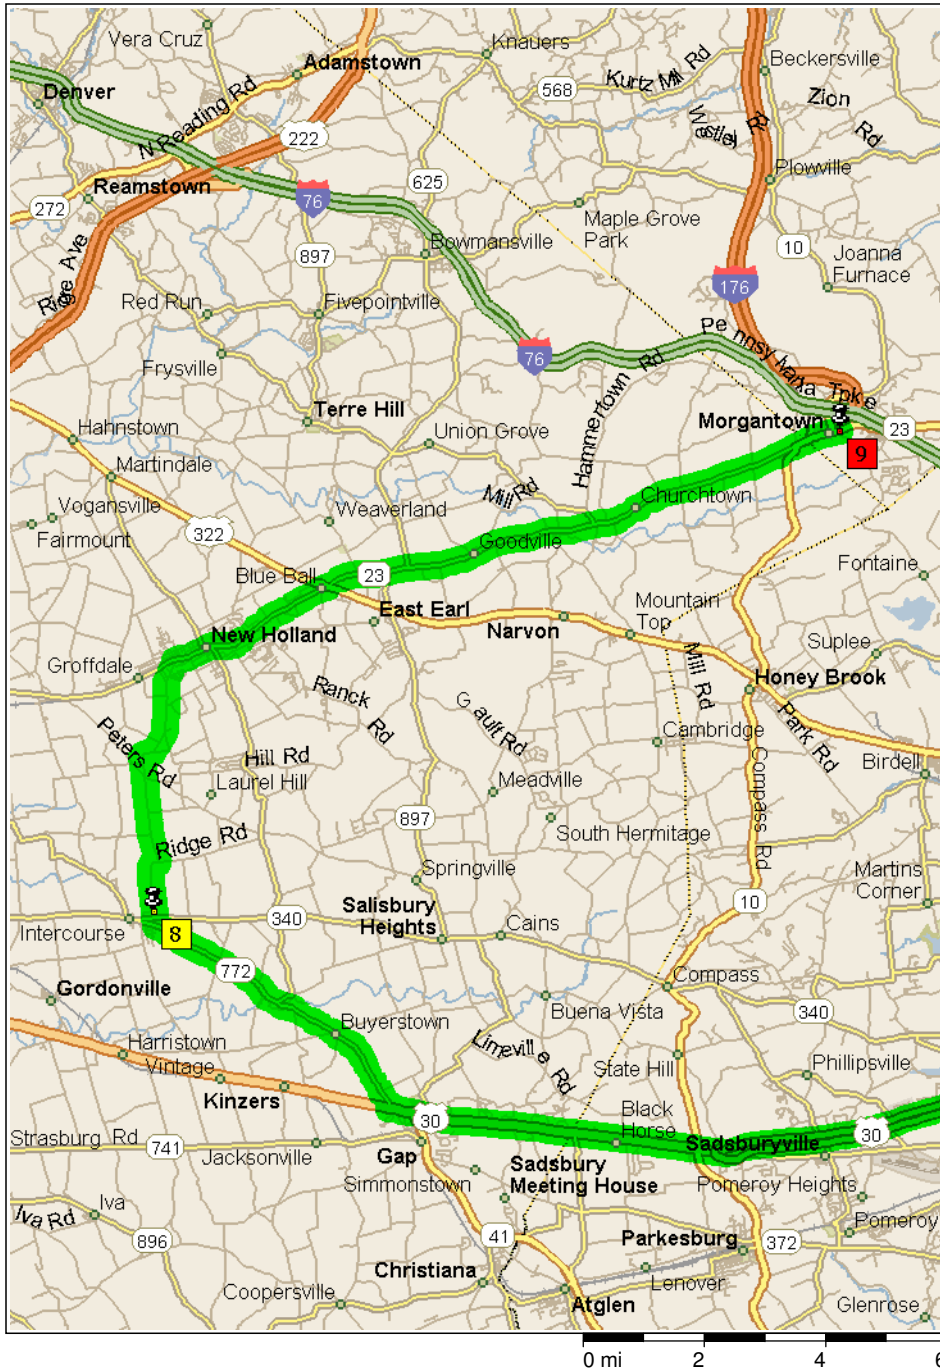 Vera Cruz
Knauers
Adamstown
Kurtz Mill Rd
Beckersville
568
Zion Rd
Denver
N Reading Rd
222
Plowville
Reamstown
272
76
625
Maple Grove
Park
897
Bowmansville
10
Joanna
Furnace
Ridge Ave
Red Run
Fivepointville
176
Frysville
76
Pennsylvania Tpke
Hammertown Rd
Terre Hill
Morgantown
23
Hahnstown
Union Grove
9
Martindale
Mill Rd
Churchtown
Vogansville
Weaverland
Fairmount
322
Goodville
Blue Ball
23
Fontaine
East Earl
Mountain
Top
New Holland
Narvon
Suplee
Groffdale
Mill Rd
Honey Brook
Ranck Rd
Gault Rd
Park Rd
Peters Rd
Hill Rd
Cambridge
Birdell
Laurel Hill
Meadville
Compass Rd
897
South Hermitage
Ridge Rd
Springville
Martins
Corner
Salisbury
Heights
10
Intercourse
8
340
Cains
772
Compass
Gordonville
Buena Vista
340
Buyerstown
Limeville Rd
Harristown
State Hill
Phillipsville
Vintage
Kinzers
Black
Horse
30
Strasburg Rd
741
Sadsburyville
30
Jacksonville
Gap
Sadsbury
Meeting House
Simmonstown
Pomeroy Heights
Iva Rd
Iva
896
41
Parkesburg
372
Pomeroy
Christiana
Lenover
Coopersville
Atglen
Glenrose
0 mi
2
4
6